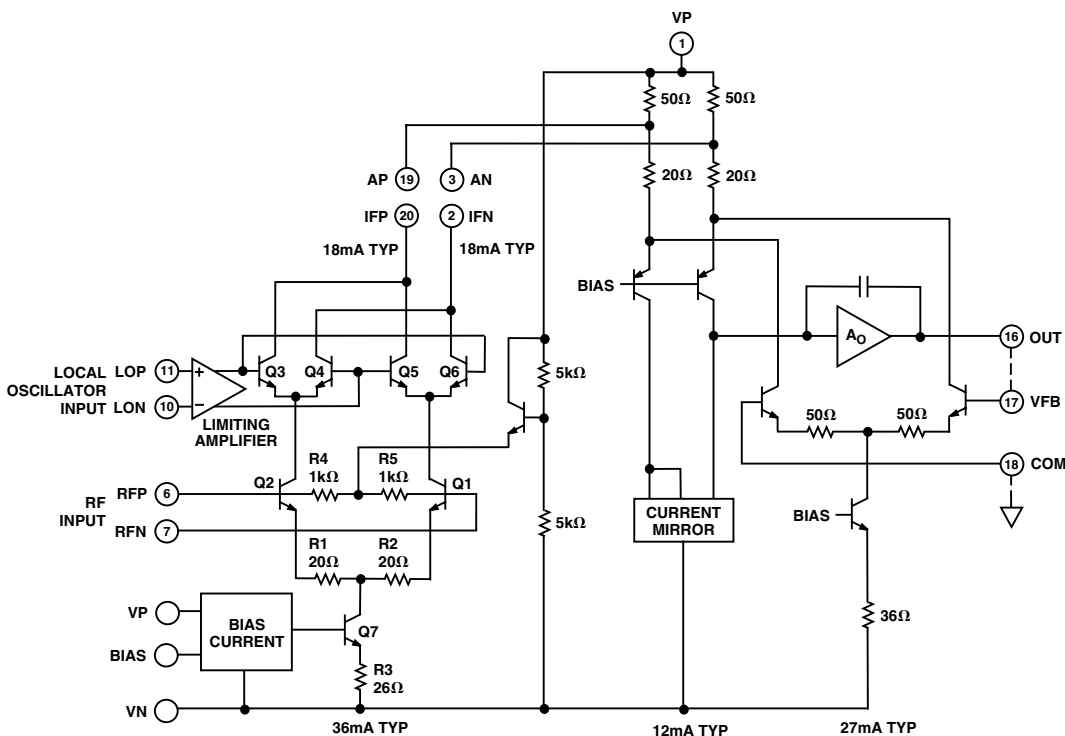 VP
1
50Ω
50Ω
AP 19
3 AN
20Ω
20Ω
IFP 20
2 IFN
18mA TYP
18mA TYP
BIAS
A_O
16 OUT
LOCAL
OSCILLATOR
INPUT
LOP 11
LON 10
+
−
LIMITING
AMPLIFIER
Q3
Q4
Q5
Q6
5kΩ
17 VFB
50Ω
50Ω
18 COM
R4
1kΩ
R5
1kΩ
RF
INPUT
RFP 6
RFN 7
Q2
Q1
CURRENT
MIRROR
BIAS
5kΩ
R1
20Ω
R2
20Ω
VP
BIAS
BIAS
CURRENT
Q7
36Ω
R3
26Ω
VN
36mA TYP
12mA TYP
27mA TYP